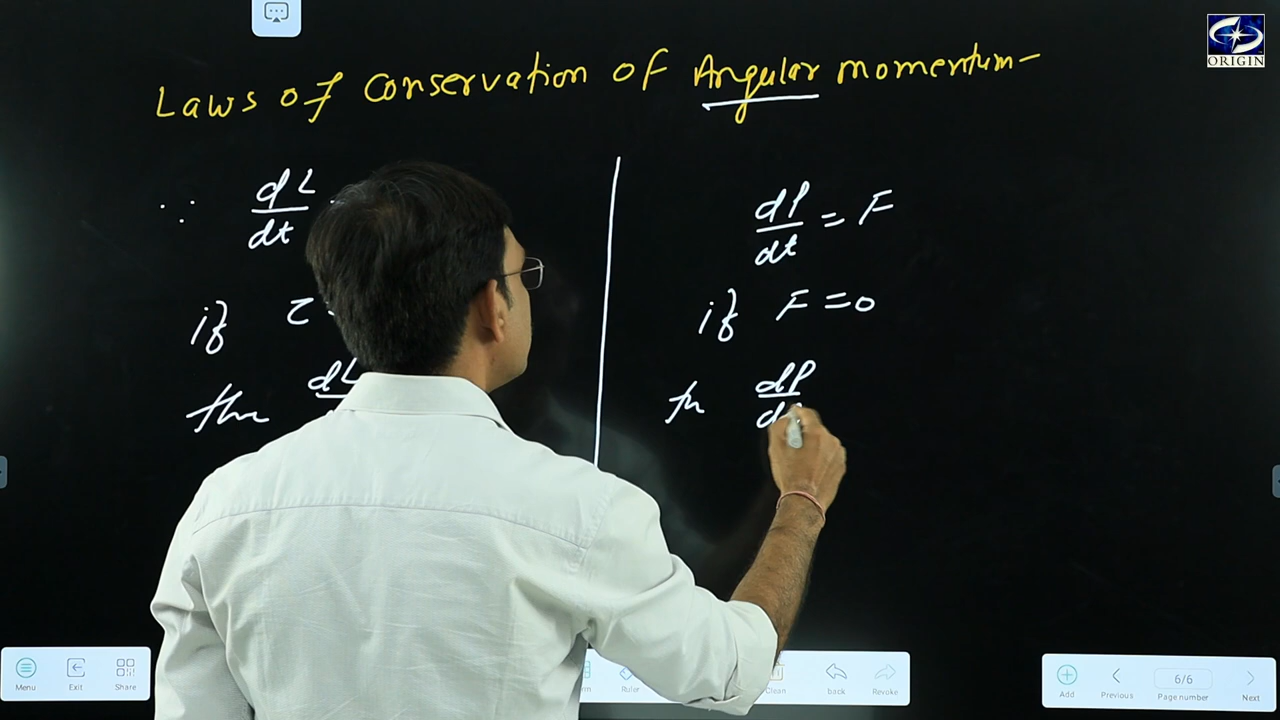 ORIGIN
Laws of Conservation of Angular momentum-
∵ dL
dt
if τ
then dL
dP
dt = F
if F = 0
th dP
d
Menu
Exit
Share
Ruler
Clean
back
Revoke
Add
Previous
6/6
Page number
Next